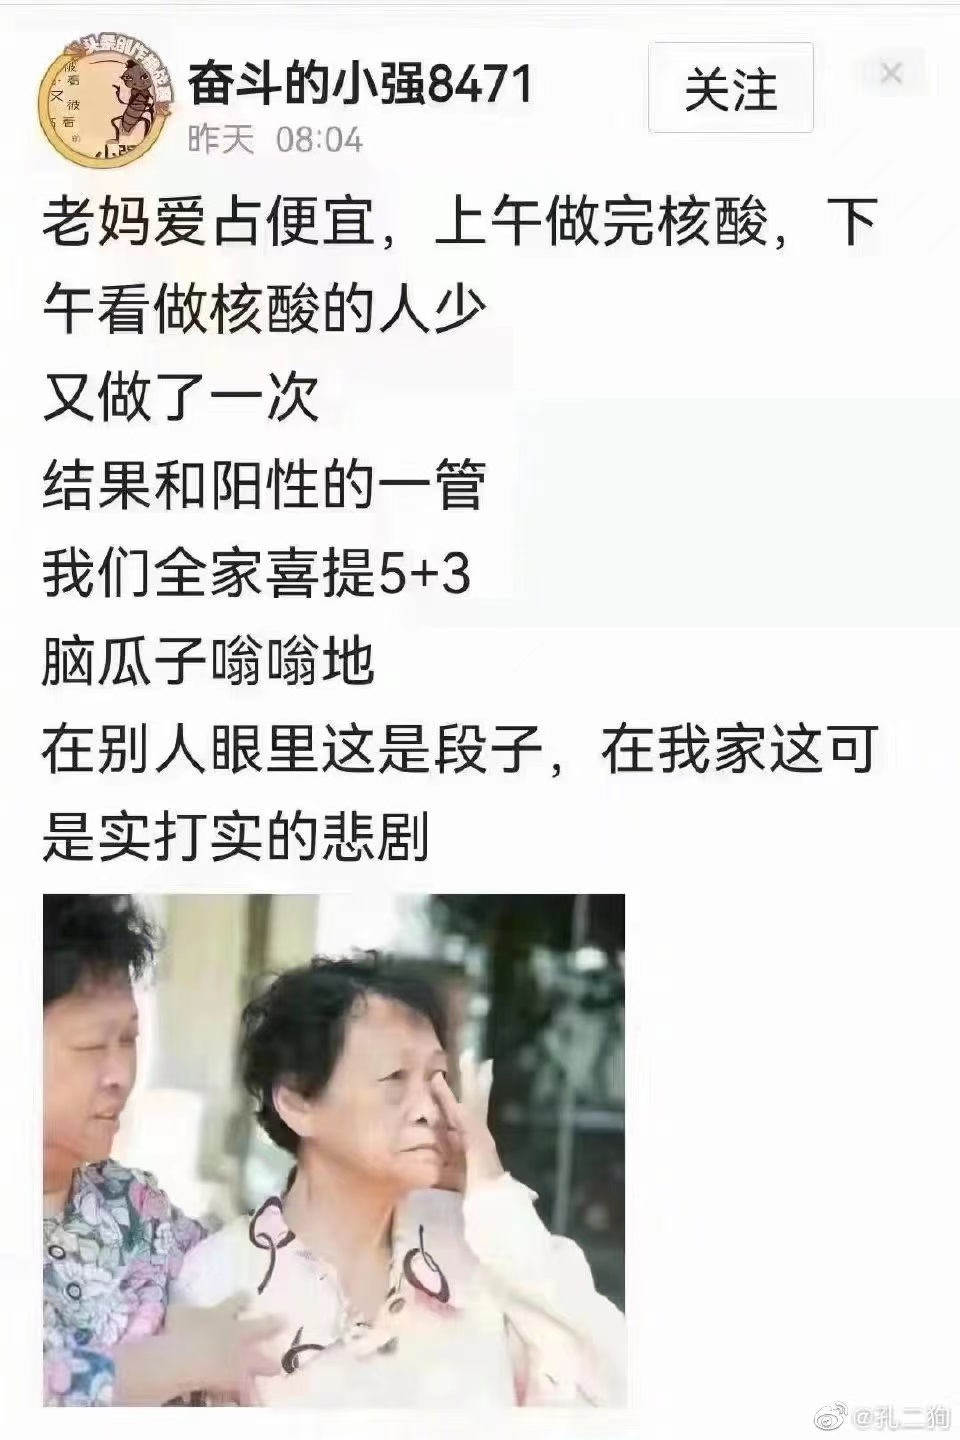 奋斗的小强8471
关注
昨天 08:04
老妈爱占便宜，上午做完核酸，下
午看做核酸的人少
又做了一次
结果和阳性的一管
我们全家喜提5+3
脑瓜子嗡嗡地
在别人眼里这是段子，在我家这可
是实打实的悲剧
@孔二狗